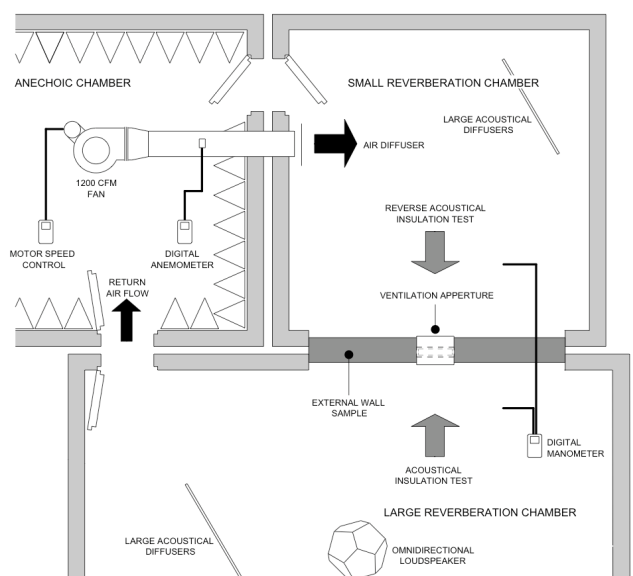 ANECHOIC CHAMBER
SMALL REVERBERATION CHAMBER
LARGE ACOUSTICAL
DIFFUSERS
AIR DIFFUSER
1200 CFM
FAN
REVERSE ACOUSTICAL
INSULATION TEST
MOTOR SPEED
CONTROL
DIGITAL
ANEMOMETER
RETURN
AIR FLOW
VENTILATION APPERTURE
EXTERNAL WALL
SAMPLE
DIGITAL
MANOMETER
ACOUSTICAL
INSULATION TEST
LARGE REVERBERATION CHAMBER
LARGE ACOUSTICAL
DIFFUSERS
OMNIDIRECTIONAL
LOUDSPEAKER